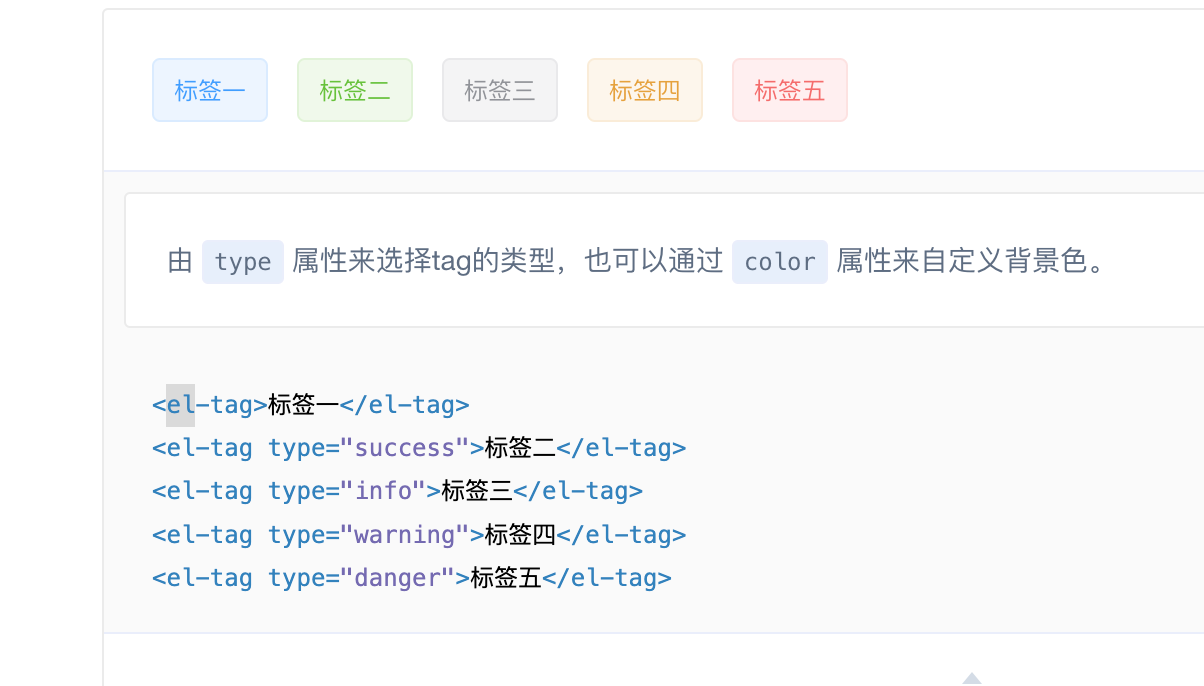 标签一 标签二 标签三 标签四 标签五
由 type 属性来选择tag的类型，也可以通过 color 属性来自定义背景色。
<el-tag>标签一</el-tag>
<el-tag type="success">标签二</el-tag>
<el-tag type="info">标签三</el-tag>
<el-tag type="warning">标签四</el-tag>
<el-tag type="danger">标签五</el-tag>